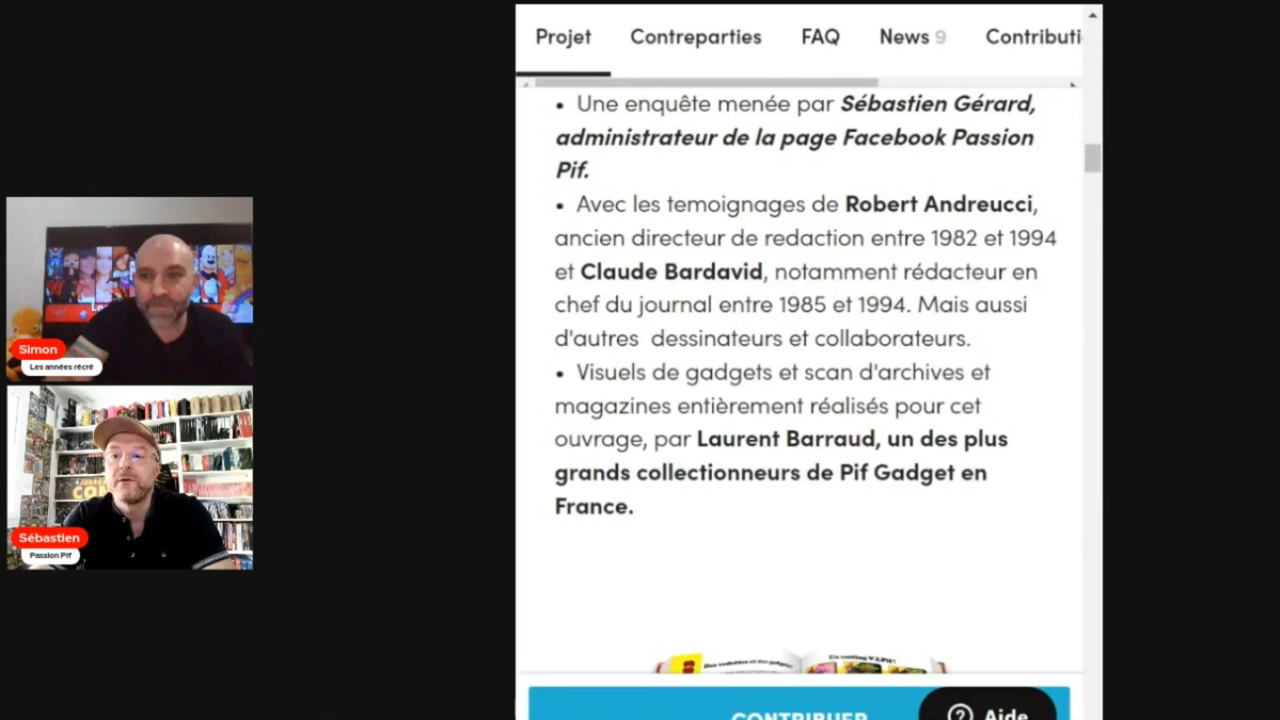 Projet Contreparties FAQ News 9 Contributi
• Une enquête menée par Sébastien Gérard,
administrateur de la page Facebook Passion
Pif.
• Avec les temoignages de Robert Andreucci,
ancien directeur de redaction entre 1982 et 1994
et Claude Bardavid, notamment rédacteur en
chef du journal entre 1985 et 1994. Mais aussi
d'autres dessinateurs et collaborateurs.
• Visuels de gadgets et scan d'archives et
magazines entièrement réalisés pour cet
ouvrage, par Laurent Barraud, un des plus
grands collectionneurs de Pif Gadget en
France.
CONTRIBUER
Aide
Simon
Les années récré
Sébastien
Passion Pif